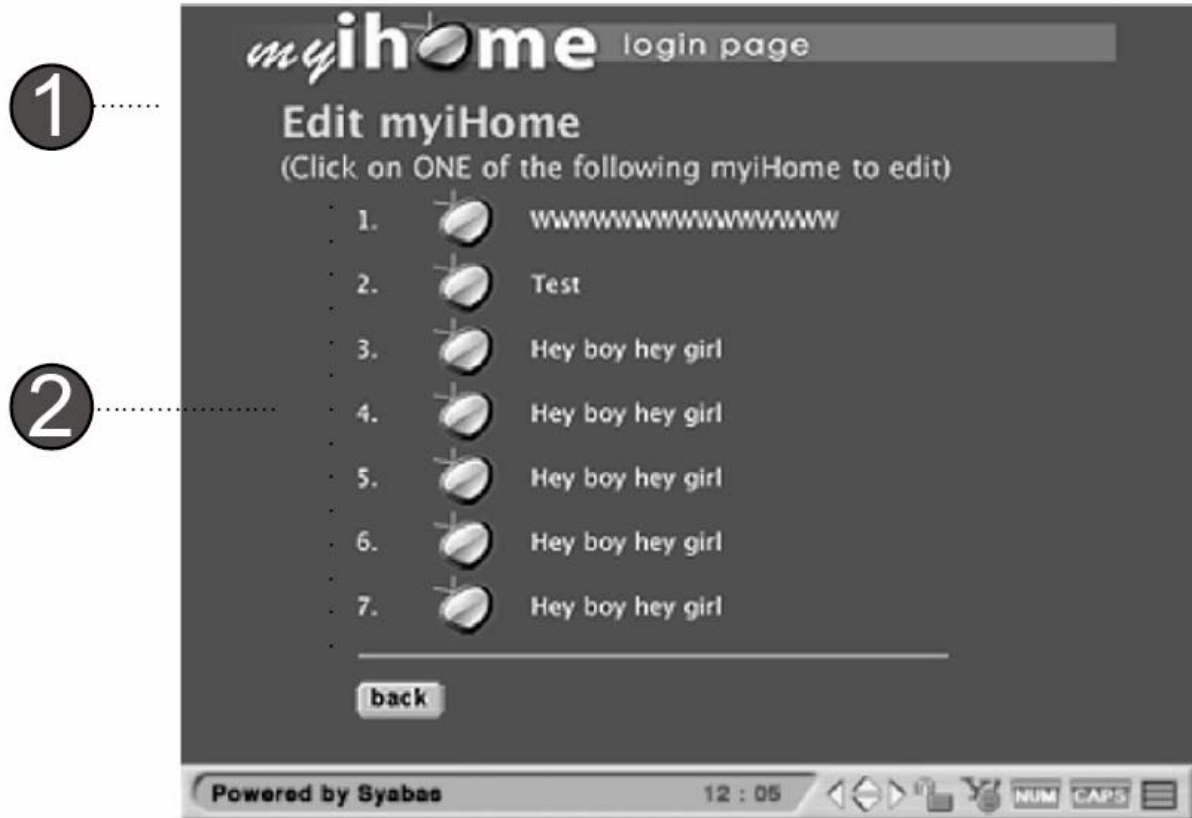 1
myihome login page
Edit myiHome
(Click on ONE of the following myiHome to edit)
1. WWWWWWWWWWWWWWWW
2. Test
2
3. Hey boy hey girl
4. Hey boy hey girl
5. Hey boy hey girl
6. Hey boy hey girl
7. Hey boy hey girl
back
Powered by Syabas 12 : 05 NUM CAPS